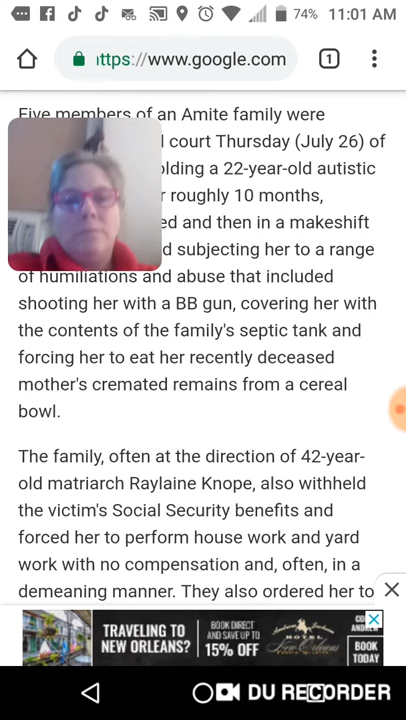 74% 11:01 AM
ttps://www.google.com
1
Five members of an Amite family were
court Thursday (July 26) of
olding a 22-year-old autistic
r roughly 10 months,
ed and then in a makeshift
d subjecting her to a range
of humiliations and abuse that included
shooting her with a BB gun, covering her with
the contents of the family's septic tank and
forcing her to eat her recently deceased
mother's cremated remains from a cereal
bowl.
The family, often at the direction of 42-year-
old matriarch Raylaine Knope, also withheld
the victim's Social Security benefits and
forced her to perform house work and yard
work with no compensation and, often, in a
demeaning manner. They also ordered her to
TRAVELING TO
NEW ORLEANS?
BOOK DIRECT
AND SAVE UP TO
15% OFF
HOTEL
New Orleans
BOOK
TODAY
DU RECORDER